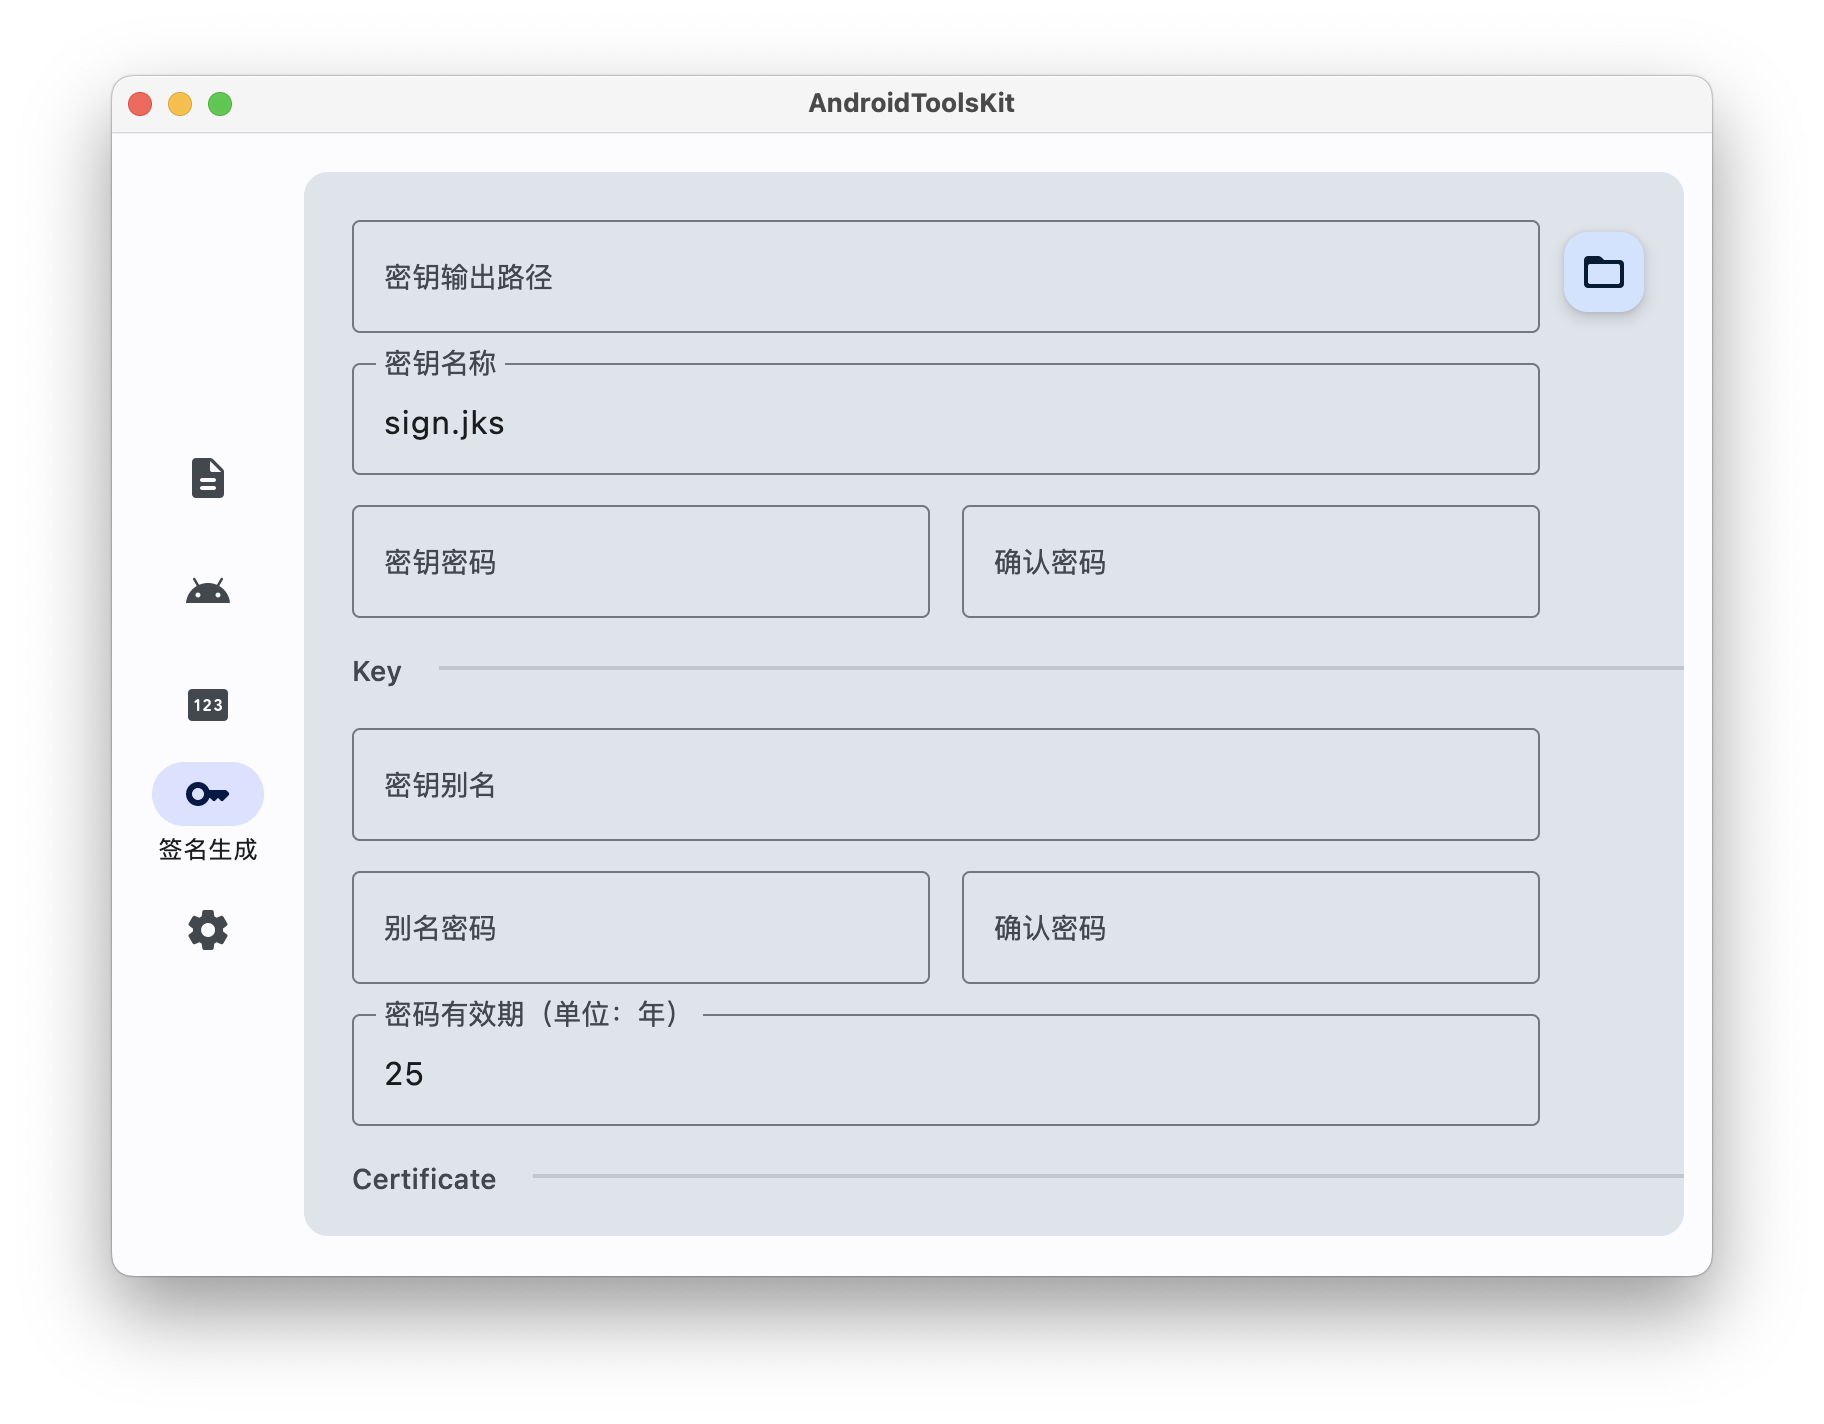 AndroidToolsKit
密钥输出路径
密钥名称
sign.jks
密钥密码
确认密码
Key
密钥别名
别名密码
确认密码
密码有效期（单位：年）
25
Certificate
123
签名生成